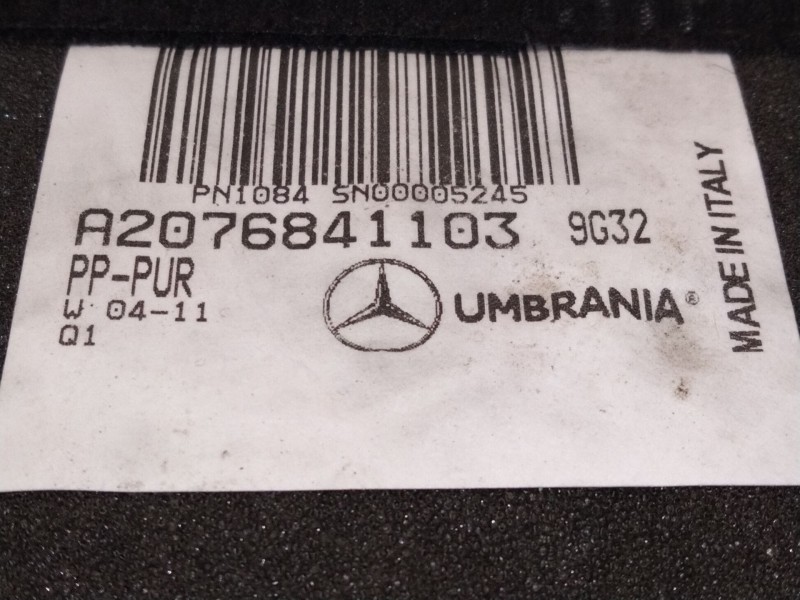 PN1084 SN00005245
A2076841103 9G32
PP-PUR
W 04-11
Q1
UMBRANIA®
MADE IN ITALY